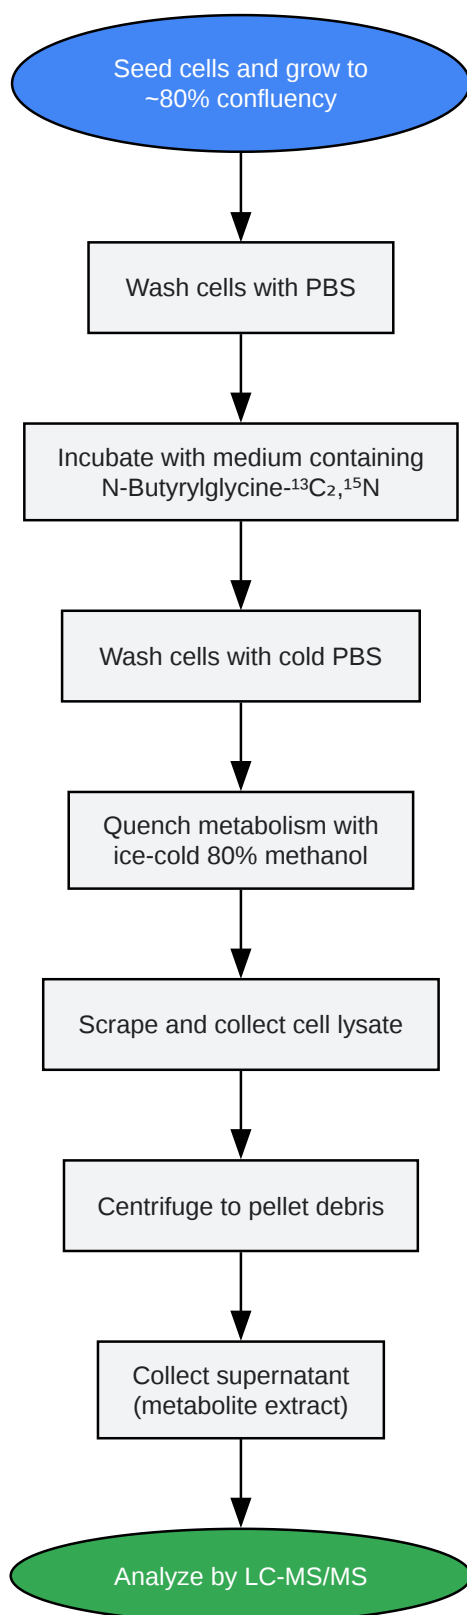 Seed cells and grow to
~80% confluency
Wash cells with PBS
Incubate with medium containing
N-Butyrylglycine-¹³C₂,¹⁵N
Wash cells with cold PBS
Quench metabolism with
ice-cold 80% methanol
Scrape and collect cell lysate
Centrifuge to pellet debris
Collect supernatant
(metabolite extract)
Analyze by LC-MS/MS